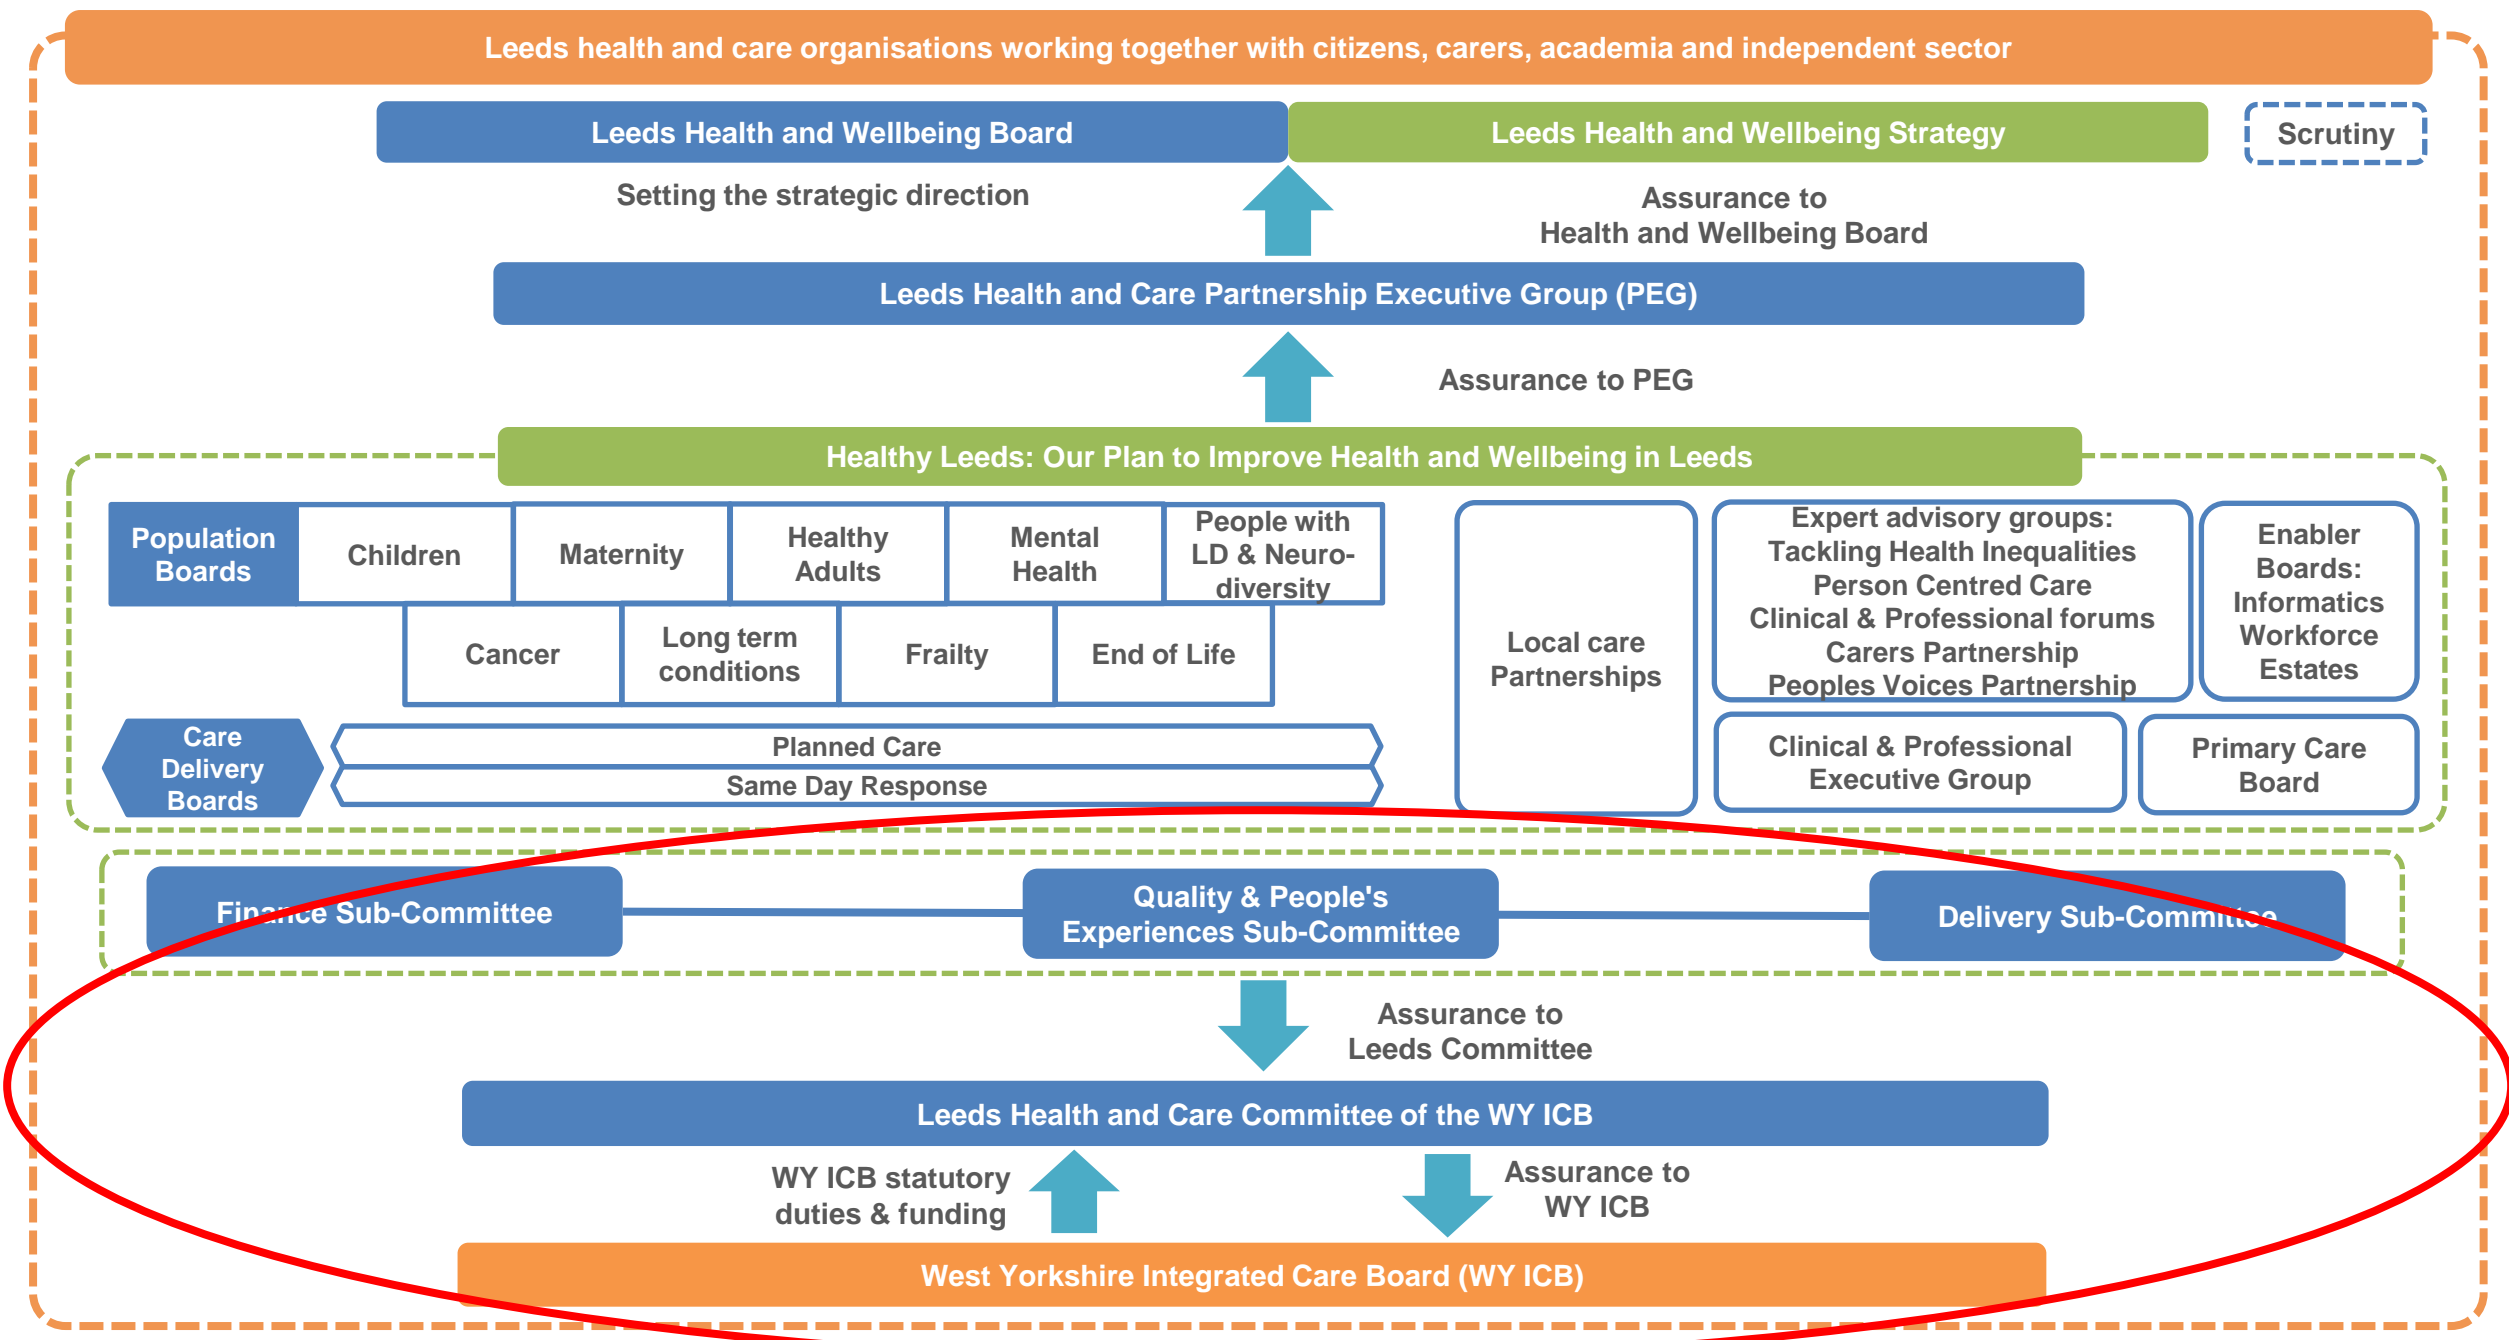 Leeds health and care organisations working together with citizens, carers, academia and independent sector
Leeds Health and Wellbeing Board
Leeds Health and Wellbeing Strategy
Scrutiny
Setting the strategic direction
Assurance to
Health and Wellbeing Board
Leeds Health and Care Partnership Executive Group (PEG)
Assurance to PEG
Healthy Leeds: Our Plan to Improve Health and Wellbeing in Leeds
Population
Boards
Children
Maternity
Healthy
Adults
Mental
Health
People with
LD & Neuro-
diversity
Cancer
Long term
conditions
Frailty
End of Life
Care
Delivery
Boards
Planned Care
Same Day Response
Local care
Partnerships
Expert advisory groups:
Tackling Health Inequalities
Person Centred Care
Clinical & Professional forums
Carers Partnership
Peoples Voices Partnership
Enabler
Boards:
Informatics
Workforce
Estates
Clinical & Professional
Executive Group
Primary Care
Board
Finance Sub-Committee
Quality & People's
Experiences Sub-Committee
Delivery Sub-Committee
Assurance to
Leeds Committee
Leeds Health and Care Committee of the WY ICB
WY ICB statutory
duties & funding
Assurance to
WY ICB
West Yorkshire Integrated Care Board (WY ICB)